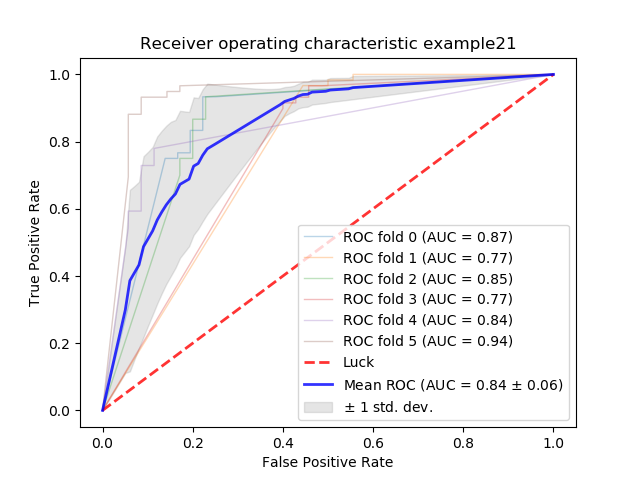 Receiver operating characteristic example21
True Positive Rate
1.0
0.8
0.6
0.4
0.2
0.0
ROC fold 0 (AUC = 0.87)
ROC fold 1 (AUC = 0.77)
ROC fold 2 (AUC = 0.85)
ROC fold 3 (AUC = 0.77)
ROC fold 4 (AUC = 0.84)
ROC fold 5 (AUC = 0.94)
Luck
Mean ROC (AUC = 0.84 ± 0.06)
± 1 std. dev.
0.0 0.2 0.4 0.6 0.8 1.0
False Positive Rate